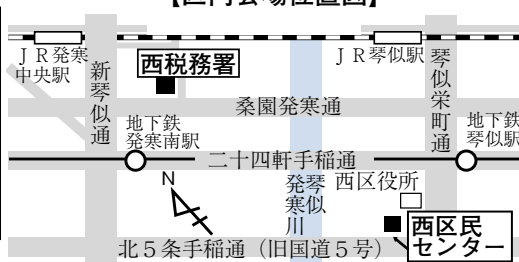 【区内会場位置図】
ＪＲ発寒
中央駅
ＪＲ琴似駅
新琴似通
西税務署
琴似栄町通
桑園発寒通
地下鉄
発寒南駅
地下鉄
琴似駅
二十四軒手稲通
N
琴似
発寒川
西区役所
西区民
センター
北５条手稲通（旧国道５号）